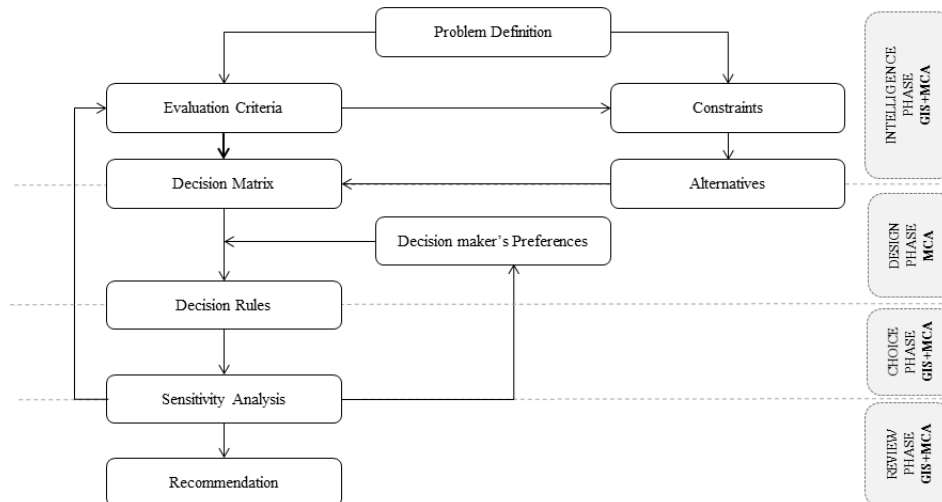 Problem Definition
Evaluation Criteria
Constraints
Decision Matrix
Alternatives
Decision maker’s Preferences
Decision Rules
Sensitivity Analysis
Recommendation
INTELLIGENCE
PHASE
GIS+MCA
DESIGN
PHASE
MCA
CHOICE
PHASE
GIS+MCA
REVIEW
PHASE
GIS+MCA